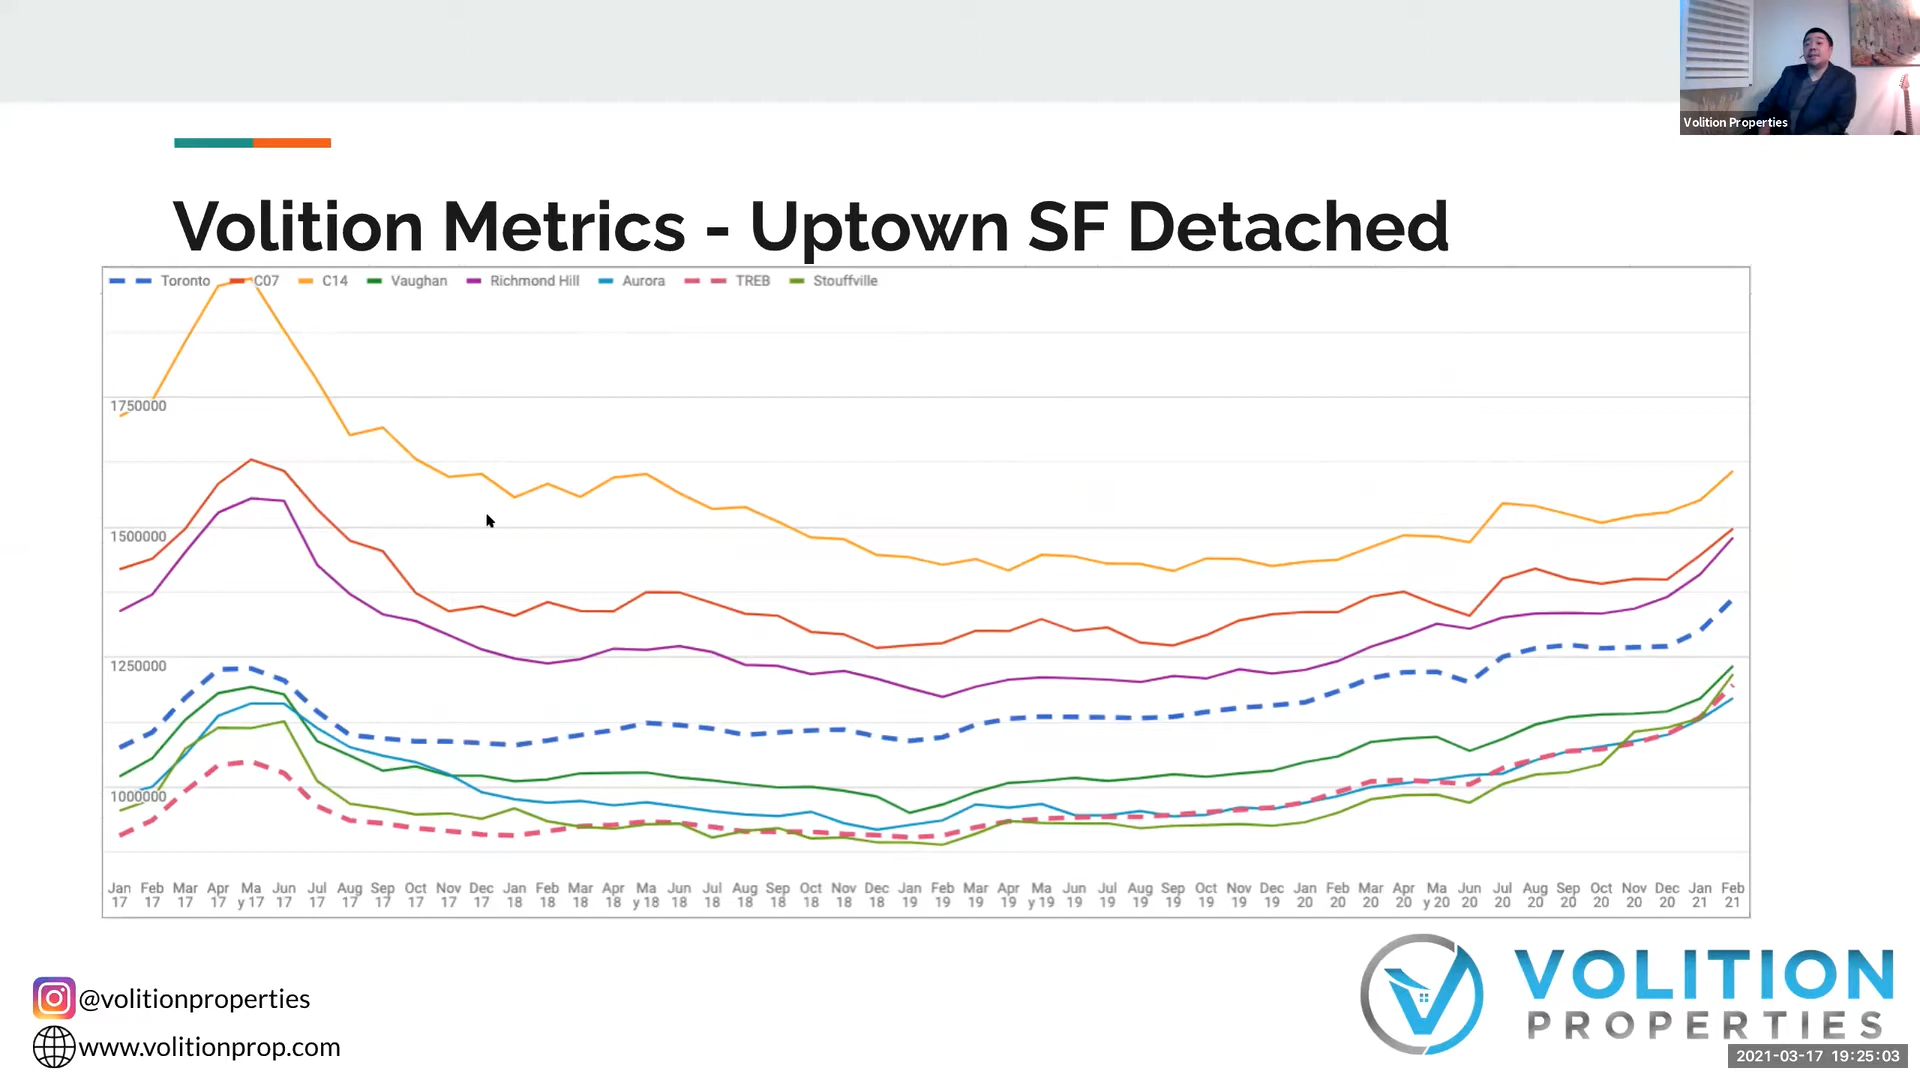 Volition Properties
Volition Metrics - Uptown SF Detached
Toronto C07 C14 Vaughan Richmond Hill Aurora TREB Stouffville
1750000
1500000
1250000
1000000
Jan Feb Mar Apr Ma Jun Jul Aug Sep Oct Nov Dec Jan Feb Mar Apr Ma Jun Jul Aug Sep Oct Nov Dec Jan Feb Mar Apr Ma Jun Jul Aug Sep Oct Nov Dec Jan Feb Mar Apr Ma Jun Jul Aug Sep Oct Nov Dec Jan Feb
17 17 17 17 y 17 17 17 17 17 17 17 17 18 18 18 18 y 18 18 18 18 18 18 18 18 19 19 19 19 y 19 19 19 19 19 19 19 19 20 20 20 20 y 20 20 20 20 20 20 20 20 21 21
@volitionproperties
www.volitionprop.com
VOLITION
PROPERTIES
2021-03-17 19:25:03